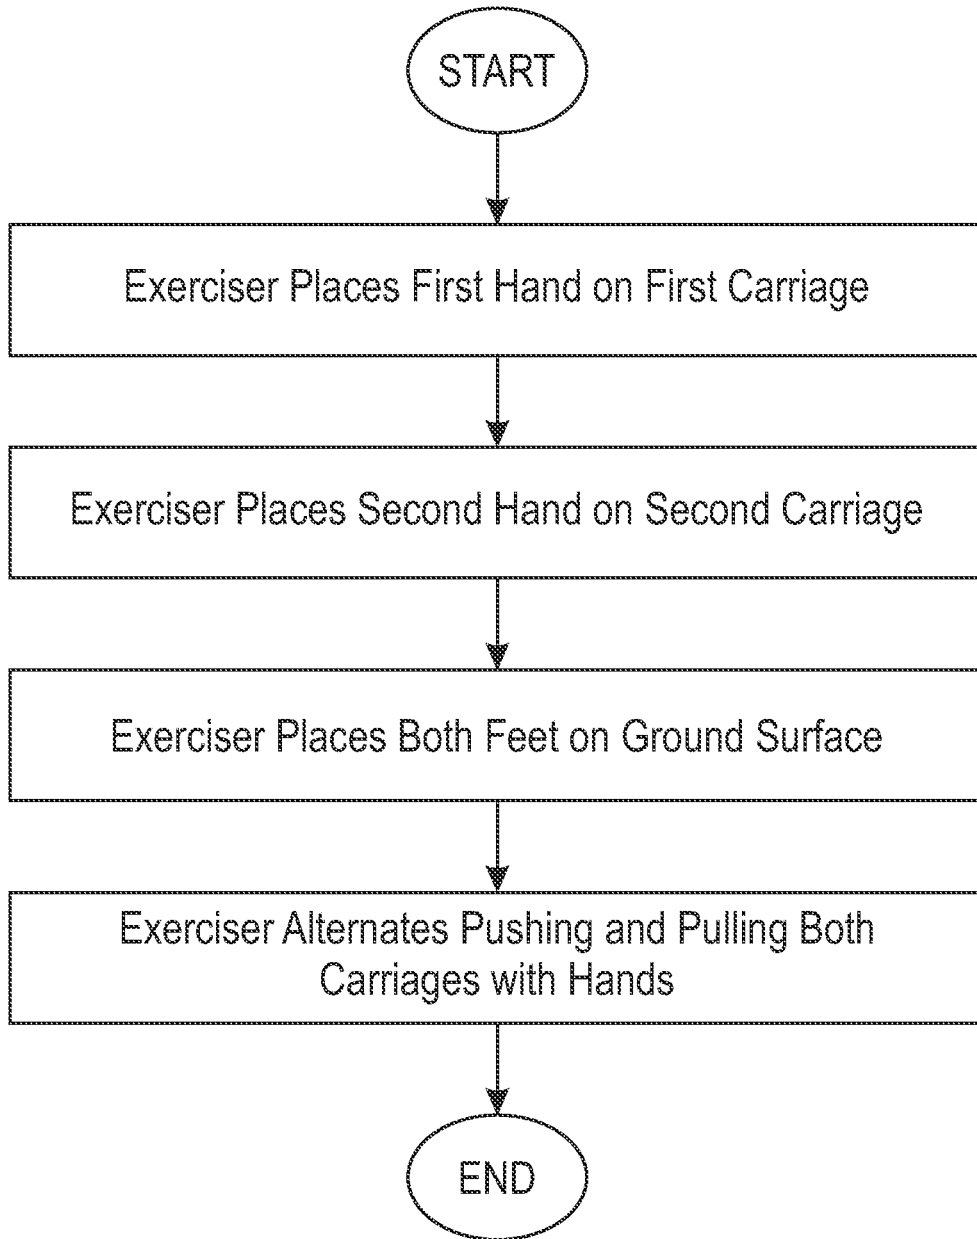 START
Exerciser Places First Hand on First Carriage
Exerciser Places Second Hand on Second Carriage
Exerciser Places Both Feet on Ground Surface
Exerciser Alternates Pushing and Pulling Both
Carriages with Hands
END